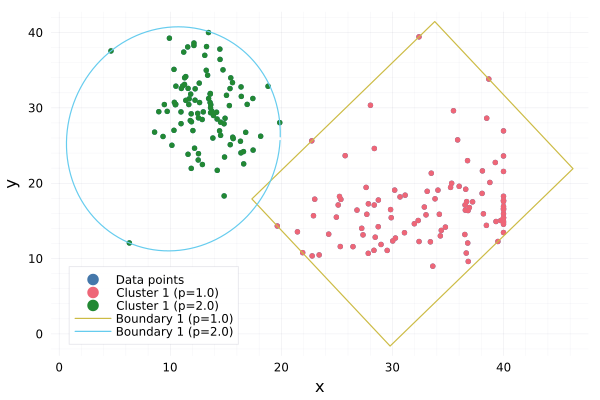 40
30
20
10
0
y
Data points
Cluster 1 (p=1.0)
Cluster 1 (p=2.0)
Boundary 1 (p=1.0)
Boundary 1 (p=2.0)
0 10 20 30 40
x